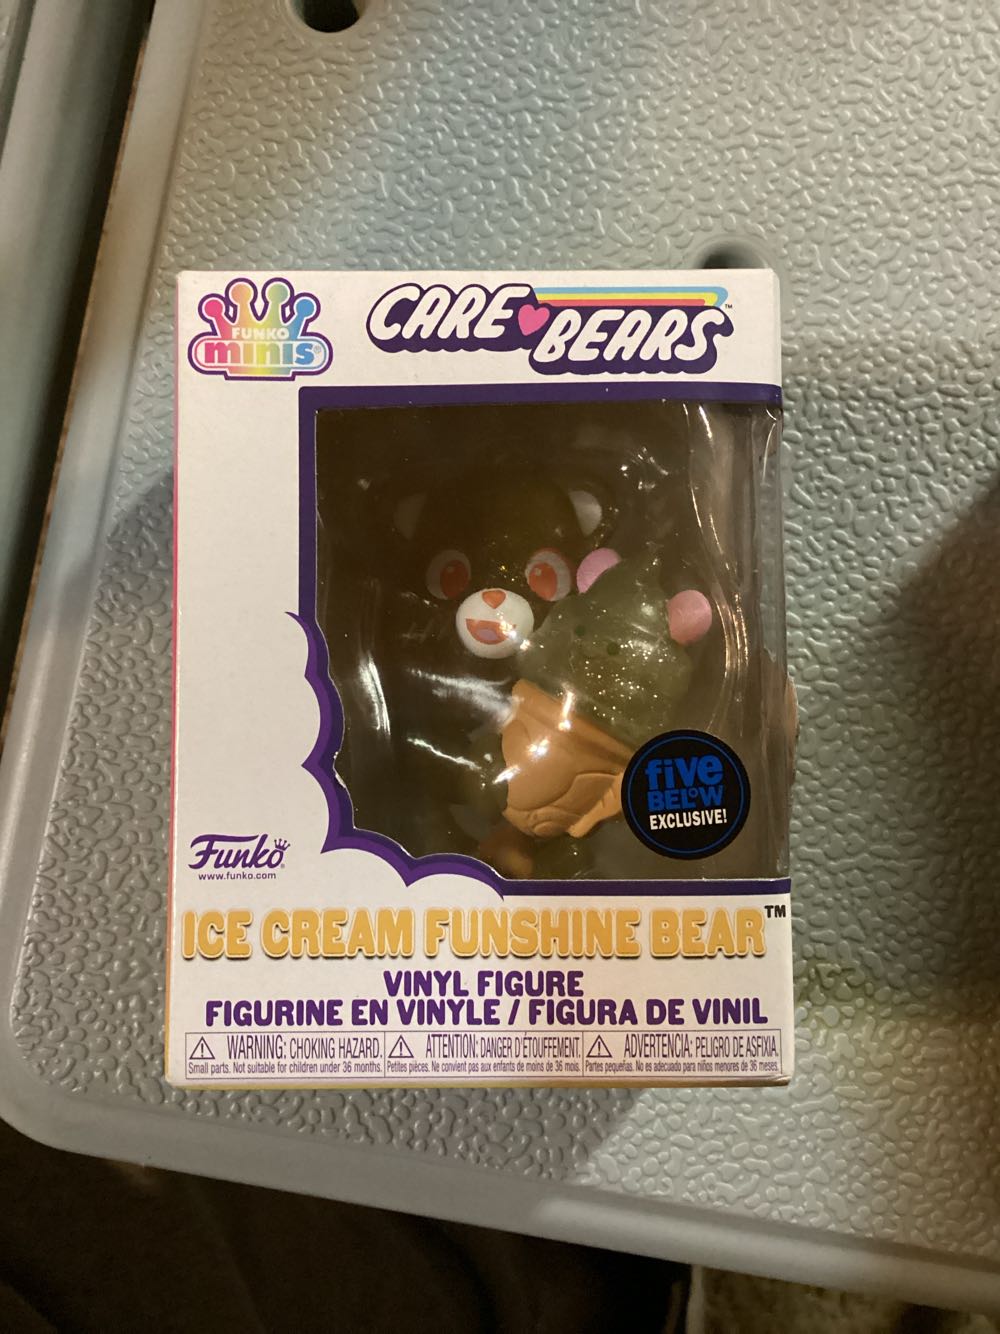 FUNKO
minis®
CARE BEARS™
five
BEL°W
EXCLUSIVE!
Funko®
www.funko.com
ICE CREAM FUNSHINE BEAR™
VINYL FIGURE
FIGURINE EN VINYLE / FIGURA DE VINIL
WARNING: CHOKING HAZARD.
Small parts. Not suitable for children under 36 months.
ATTENTION: DANGER D'ÉTOUFFEMENT.
Petites pièces. Ne convient pas aux enfants de moins de 36 mois.
ADVERTENCIA: PELIGRO DE ASFIXIA.
Partes pequeñas. No es adecuado para niños menores de 36 meses.